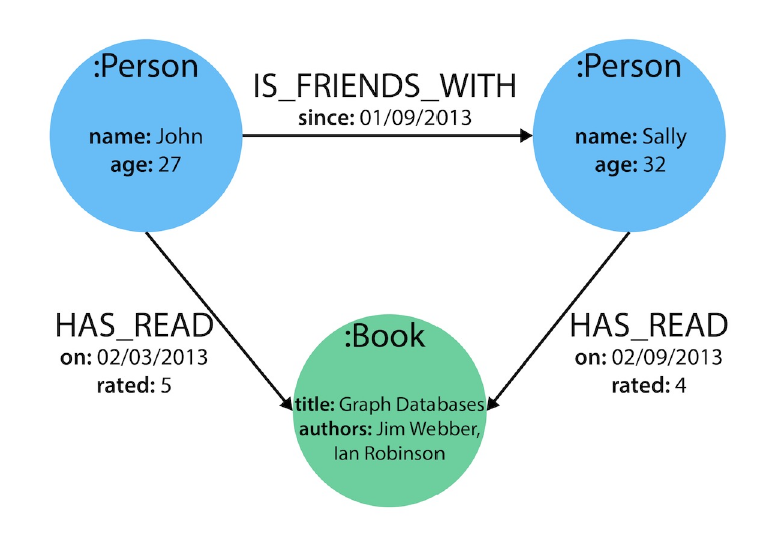 :Person
name: John
age: 27
IS_FRIENDS_WITH
since: 01/09/2013
:Person
name: Sally
age: 32
HAS_READ
on: 02/03/2013
rated: 5
:Book
title: Graph Databases
authors: Jim Webber,
Ian Robinson
HAS_READ
on: 02/09/2013
rated: 4